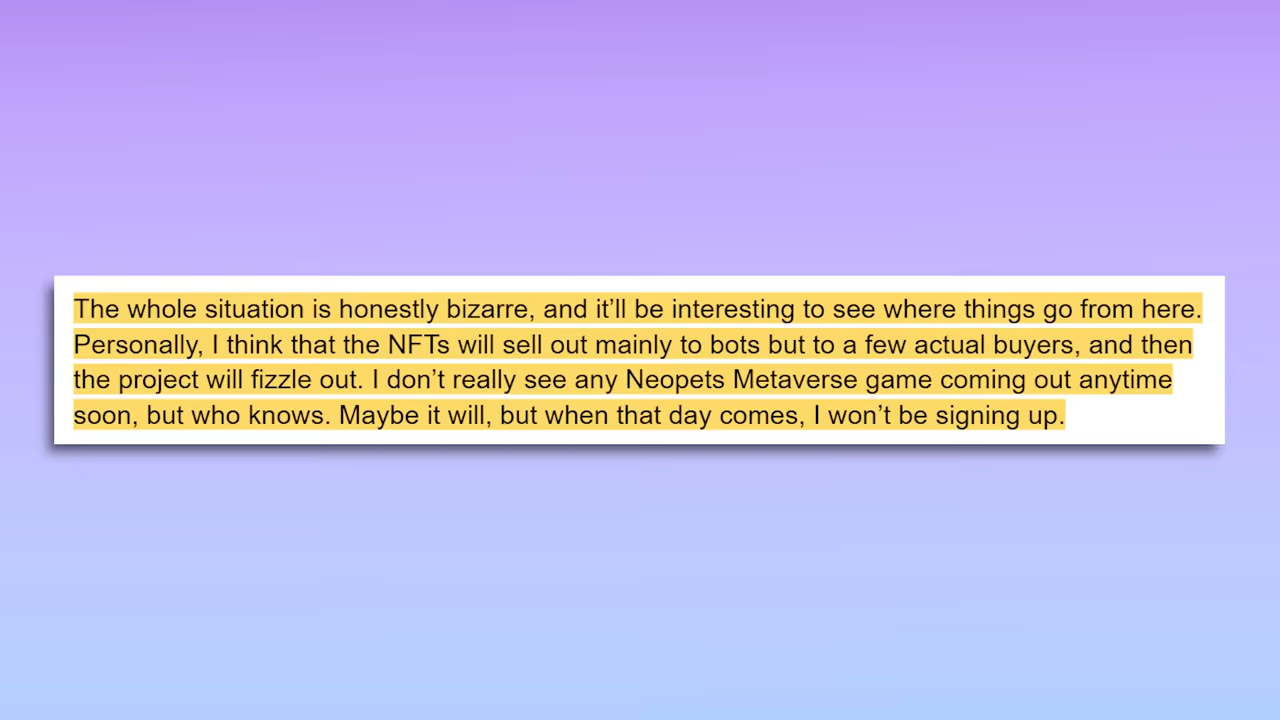 The whole situation is honestly bizarre, and it’ll be interesting to see where things go from here.
Personally, I think that the NFTs will sell out mainly to bots but to a few actual buyers, and then
the project will fizzle out. I don’t really see any Neopets Metaverse game coming out anytime
soon, but who knows. Maybe it will, but when that day comes, I won’t be signing up.